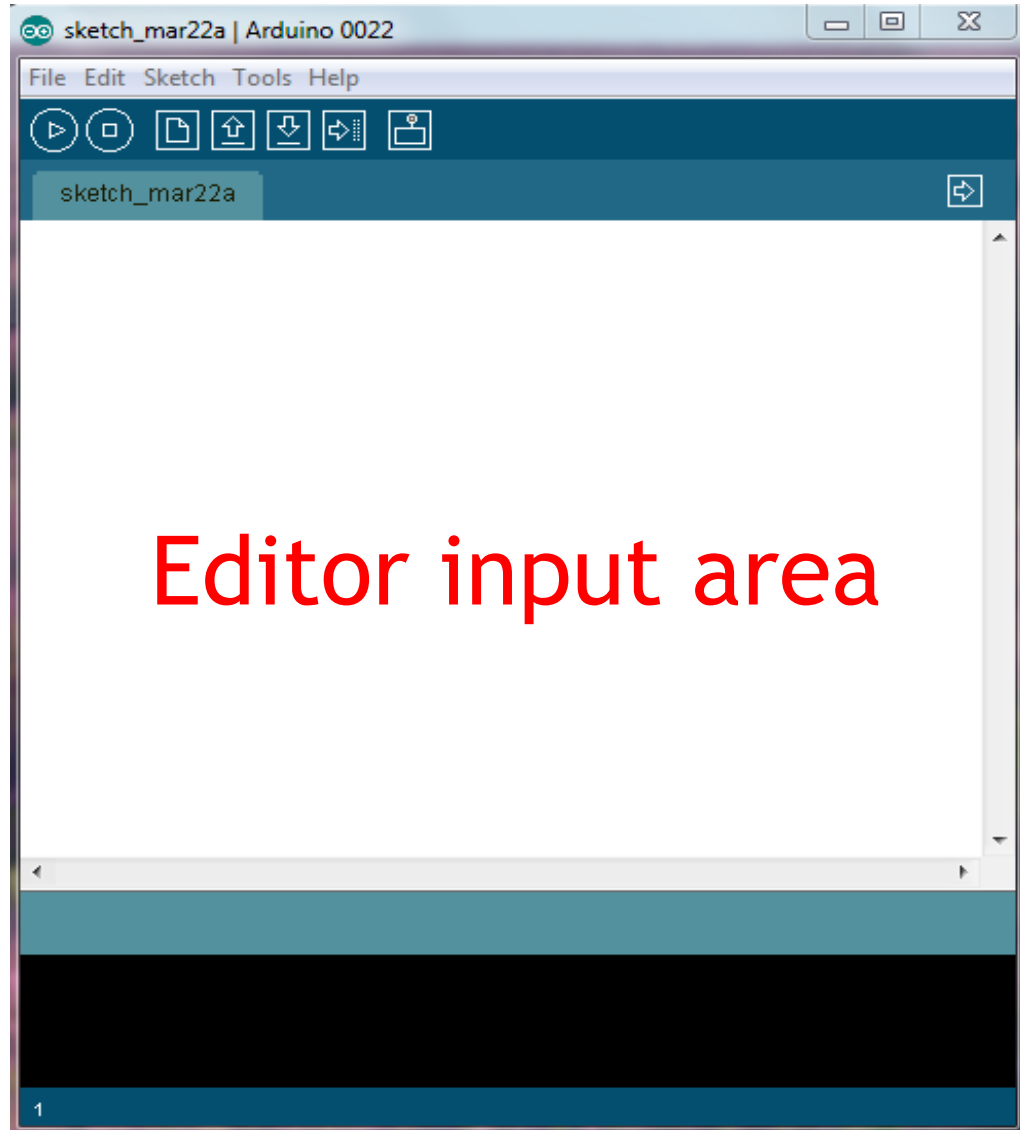 sketch_mar22a | Arduino 0022
File Edit Sketch Tools Help
sketch_mar22a
Editor input area
1